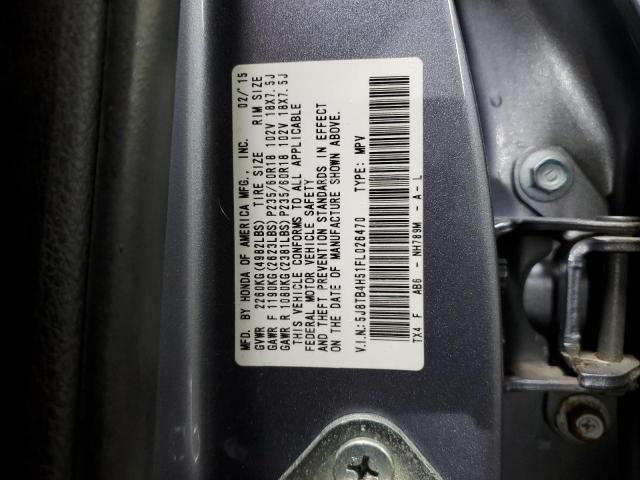 MFD. BY HONDA OF AMERICA MFG., INC. 02/15
GVWR 2260KG(4982LBS) TIRE SIZE RIM SIZE
GAWR F 1190KG(2623LBS) P235/60R18 102V 18X7.5J
GAWR R 1080KG(2381LBS) P235/60R18 102V 18X7.5J
THIS VEHICLE CONFORMS TO ALL APPLICABLE
FEDERAL MOTOR VEHICLE SAFETY
AND THEFT PREVENTION STANDARDS IN EFFECT
ON THE DATE OF MANUFACTURE SHOWN ABOVE.
V.I.N.: 5J8TB4H51FL026470 TYPE: MPV
TX4 F AB6 - NH789M - A - L